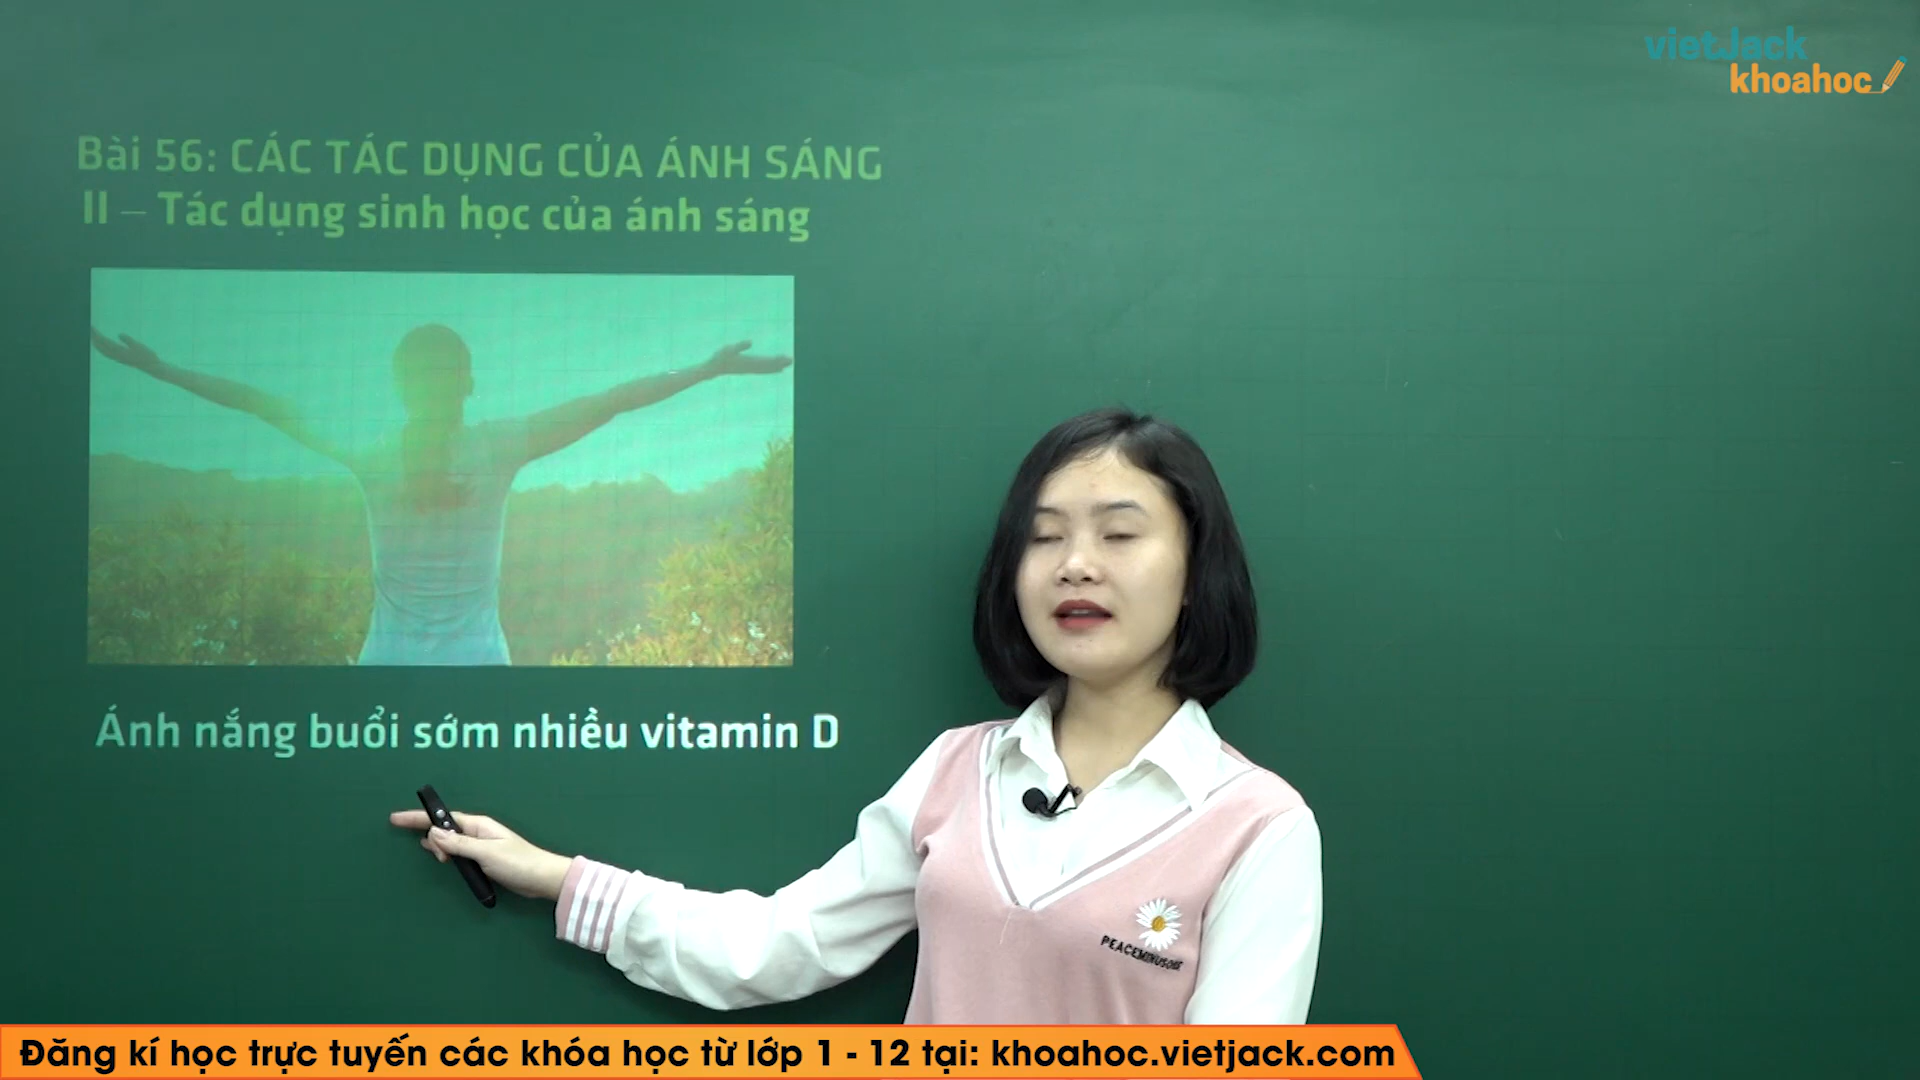 vietJack
khoahoc
Bài 56: CÁC TÁC DỤNG CỦA ÁNH SÁNG
II – Tác dụng sinh học của ánh sáng
Ánh nắng buổi sớm nhiều vitamin D
PEACEMINUSONE
Đăng kí học trực tuyến các khóa học từ lớp 1 - 12 tại: khoahoc.vietjack.com